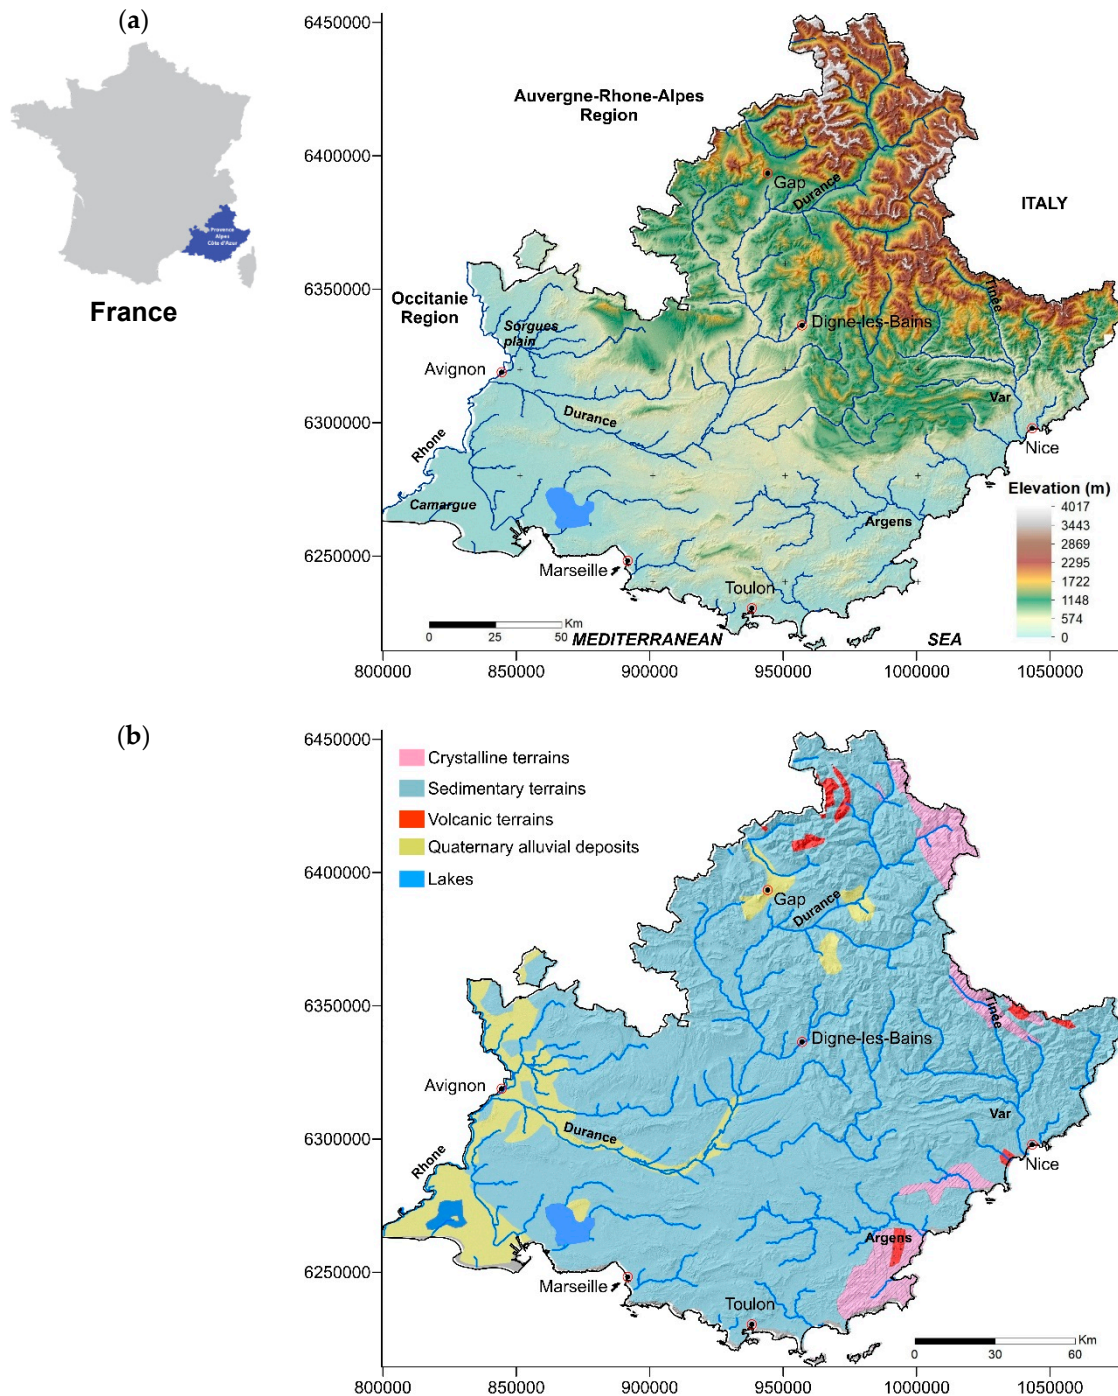 (a)
6450000
Auvergne-Rhone-Alpes
Region
6400000
Gap
Durance
ITALY
Provence
Alpes
Côte d'Azur
France
6350000
Occitanie
Region
Tinée
Sorgues
plain
Digne-les-Bains
Avignon
Var
Durance
6300000
Rhone
Nice
Elevation (m)
4017
3443
2869
2295
1722
1148
574
0
Camargue
Argens
6250000
Marseille
Toulon
Km
0 25 50
MEDITERRANEAN SEA
800000 850000 900000 950000 1000000 1050000
(b)
6450000
Crystalline terrains
Sedimentary terrains
Volcanic terrains
Quaternary alluvial deposits
Lakes
6400000
Gap
Durance
6350000
Tinée
Digne-les-Bains
Avignon
Var
Durance
6300000
Rhone
Nice
Argens
6250000
Marseille
Toulon
Km
0 30 60
800000 850000 900000 950000 1000000 1050000